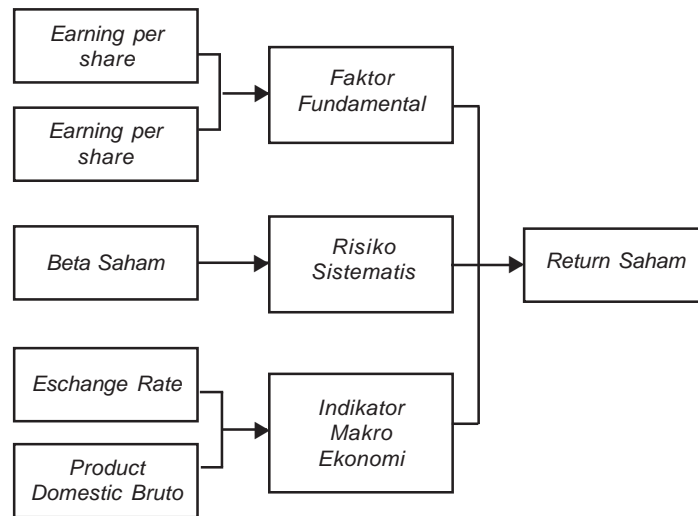 Earning per
share
Earning per
share
Faktor
Fundamental
Beta Saham
Risiko
Sistematis
Return Saham
Eschange Rate
Product
Domestic Bruto
Indikator
Makro
Ekonomi